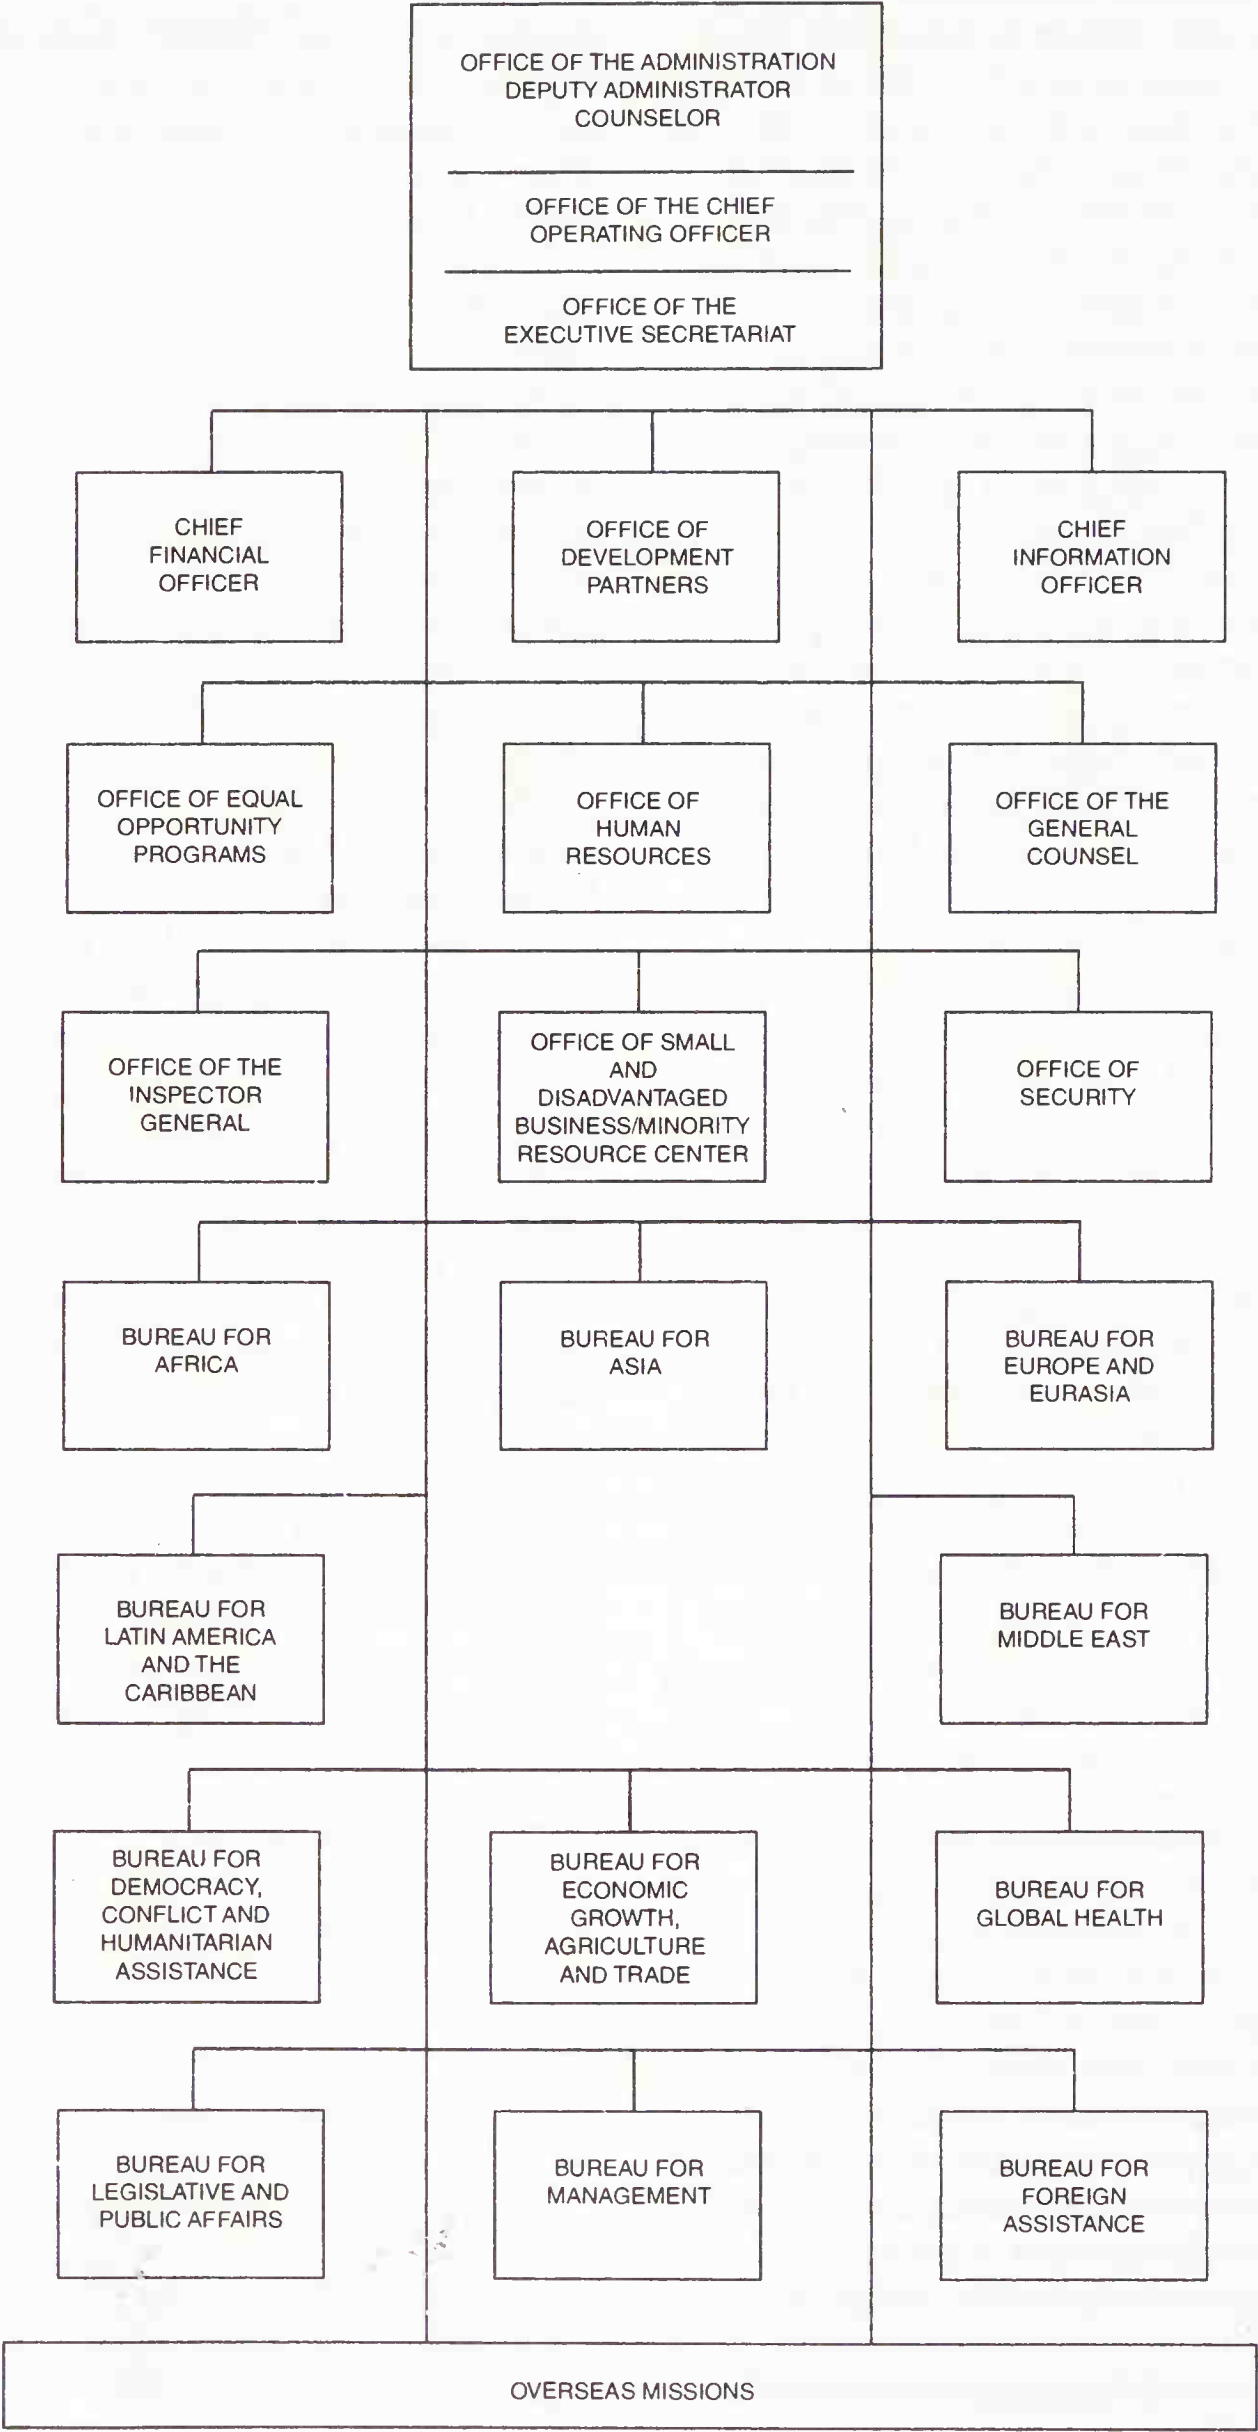 OFFICE OF THE ADMINISTRATION
DEPUTY ADMINISTRATOR
COUNSELOR
OFFICE OF THE CHIEF
OPERATING OFFICER
OFFICE OF THE
EXECUTIVE SECRETARIAT
CHIEF
FINANCIAL
OFFICER
OFFICE OF
DEVELOPMENT
PARTNERS
CHIEF
INFORMATION
OFFICER
OFFICE OF EQUAL
OPPORTUNITY
PROGRAMS
OFFICE OF
HUMAN
RESOURCES
OFFICE OF THE
GENERAL
COUNSEL
OFFICE OF THE
INSPECTOR
GENERAL
OFFICE OF SMALL
AND
DISADVANTAGED
BUSINESS/MINORITY
RESOURCE CENTER
OFFICE OF
SECURITY
BUREAU FOR
AFRICA
BUREAU FOR
ASIA
BUREAU FOR
EUROPE AND
EURASIA
BUREAU FOR
LATIN AMERICA
AND THE
CARIBBEAN
BUREAU FOR
MIDDLE EAST
BUREAU FOR
DEMOCRACY,
CONFLICT AND
HUMANITARIAN
ASSISTANCE
BUREAU FOR
ECONOMIC
GROWTH,
AGRICULTURE
AND TRADE
BUREAU FOR
GLOBAL HEALTH
BUREAU FOR
LEGISLATIVE AND
PUBLIC AFFAIRS
BUREAU FOR
MANAGEMENT
BUREAU FOR
FOREIGN
ASSISTANCE
OVERSEAS MISSIONS